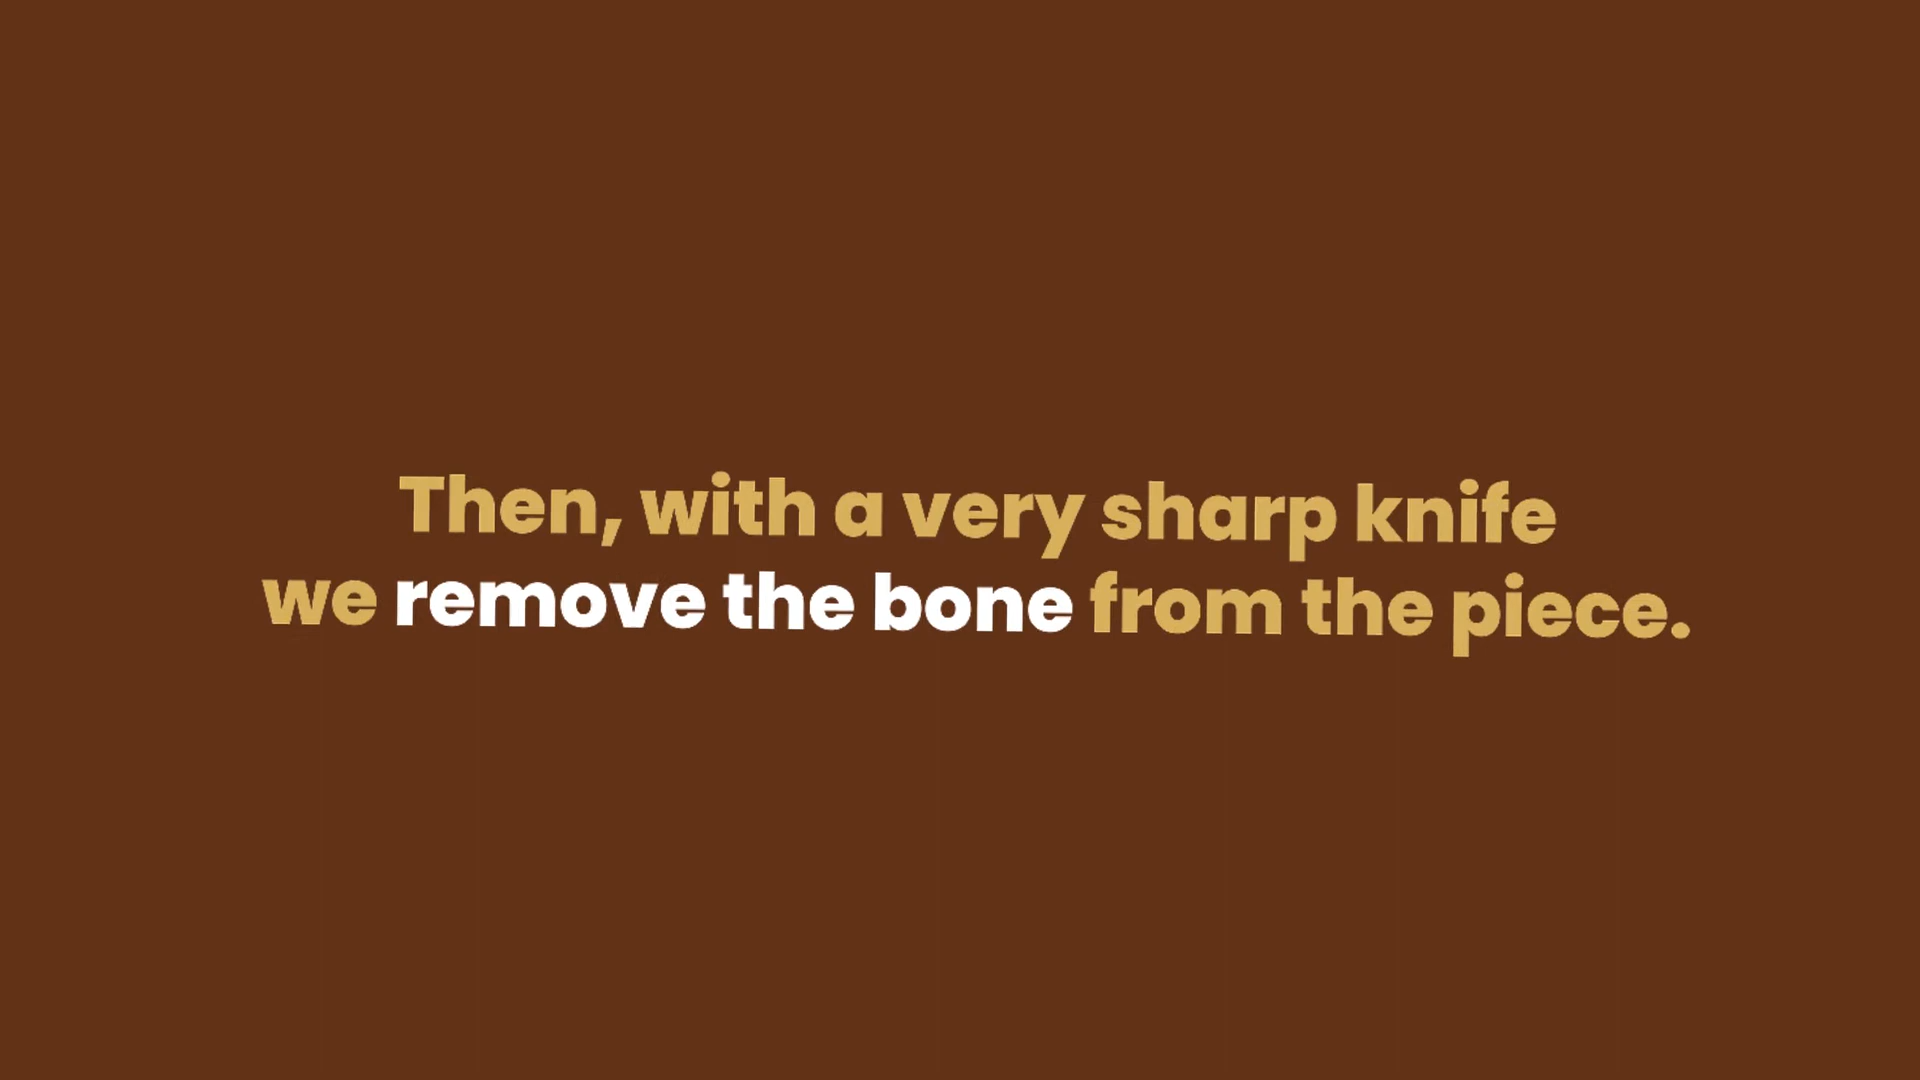 Then, with a very sharp knife
we remove the bone from the piece.